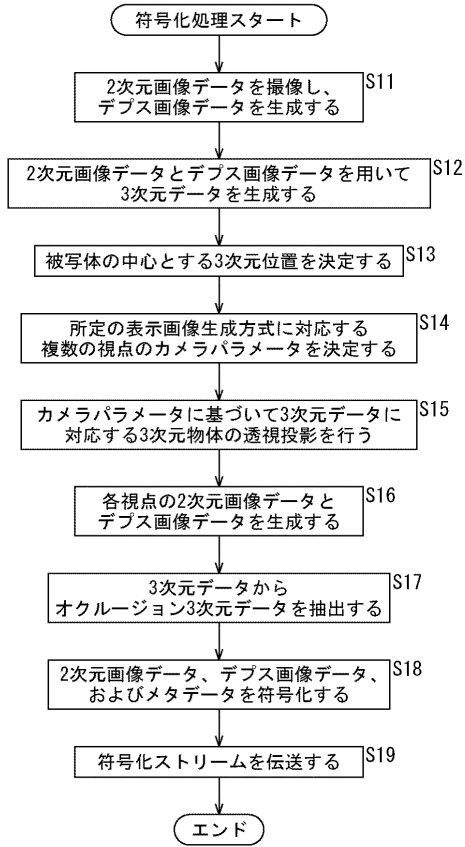 符号化処理スタート
S11
2次元画像データを撮像し、
デプス画像データを生成する
S12
2次元画像データとデプス画像データを用いて
3次元データを生成する
S13
被写体の中心とする3次元位置を決定する
S14
所定の表示画像生成方式に対応する
複数の視点のカメラパラメータを決定する
S15
カメラパラメータに基づいて3次元データに
対応する3次元物体の透視投影を行う
S16
各視点の2次元画像データと
デプス画像データを生成する
S17
3次元データから
オクルージョン3次元データを抽出する
S18
2次元画像データ、デプス画像データ、
およびメタデータを符号化する
S19
符号化ストリームを伝送する
エンド